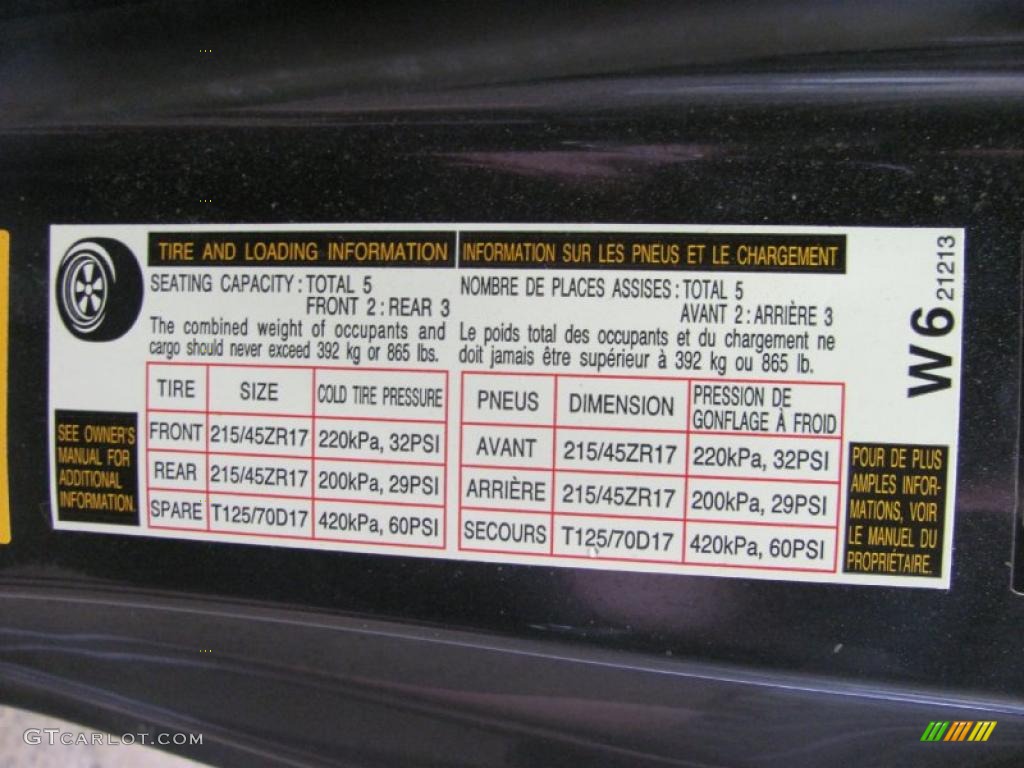 TIRE AND LOADING INFORMATION
SEATING CAPACITY: TOTAL 5
FRONT 2: REAR 3
The combined weight of occupants and
cargo should never exceed 392 kg or 865 lbs.
TIRE SIZE COLD TIRE PRESSURE
FRONT 215/45ZR17 220kPa, 32PSI
REAR 215/45ZR17 200kPa, 29PSI
SPARE T125/70D17 420kPa, 60PSI
SEE OWNER'S
MANUAL FOR
ADDITIONAL
INFORMATION.
INFORMATION SUR LES PNEUS ET LE CHARGEMENT
NOMBRE DE PLACES ASSISES: TOTAL 5
AVANT 2: ARRIÈRE 3
Le poids total des occupants et du chargement ne
doit jamais être supérieur à 392 kg ou 865 lb.
PNEUS DIMENSION PRESSION DE
GONFLAGE À FROID
AVANT 215/45ZR17 220kPa, 32PSI
ARRIÈRE 215/45ZR17 200kPa, 29PSI
SECOURS T125/70D17 420kPa, 60PSI
POUR DE PLUS
AMPLES INFOR-
MATIONS, VOIR
LE MANUEL DU
PROPRIÉTAIRE.
W6 21213
GTCARLOT.COM